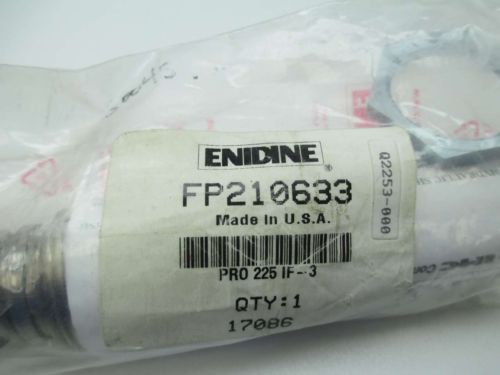 ENIDINE®
FP210633
Made in U.S.A.
PRO 225 IF-3
QTY:1
17086
Q2253-000